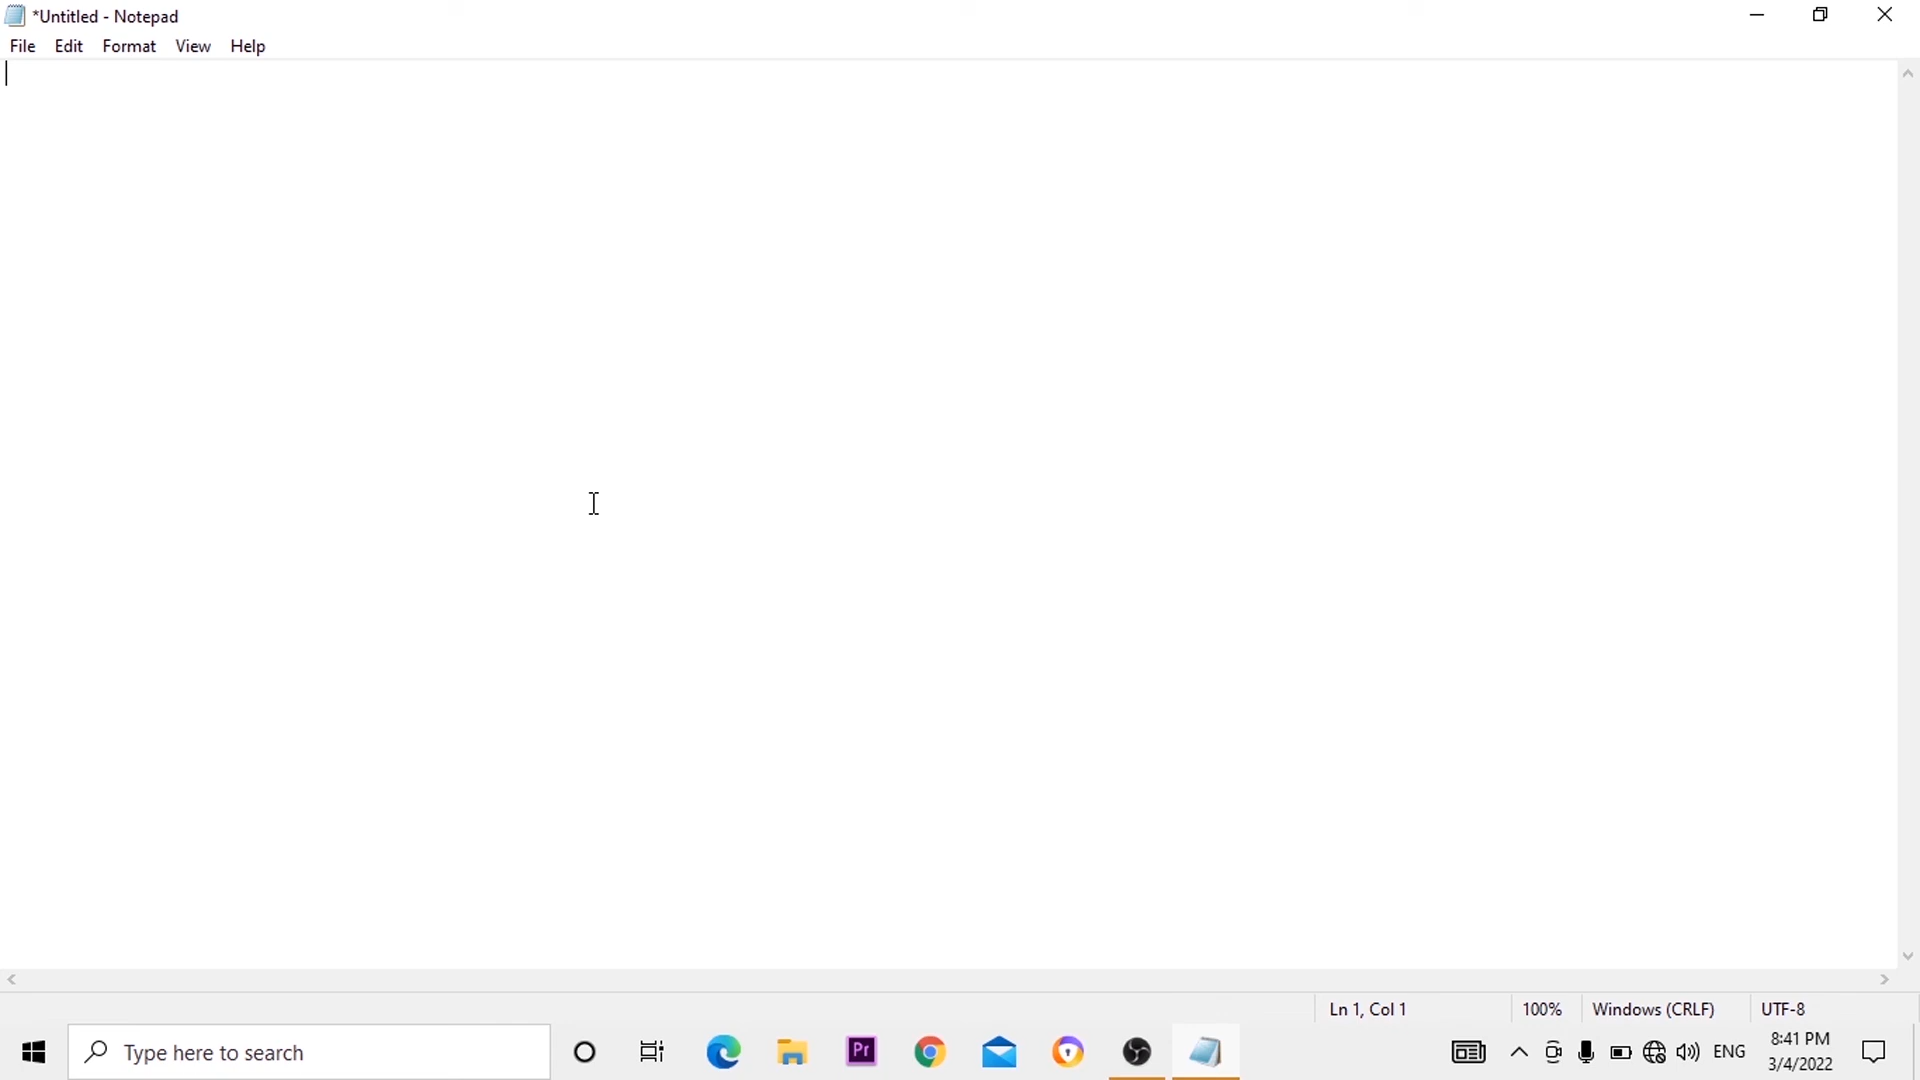 *Untitled - Notepad
File Edit Format View Help
Ln 1, Col 1 100% Windows (CRLF) UTF-8
Type here to search
Pr
ENG
8:41 PM
3/4/2022